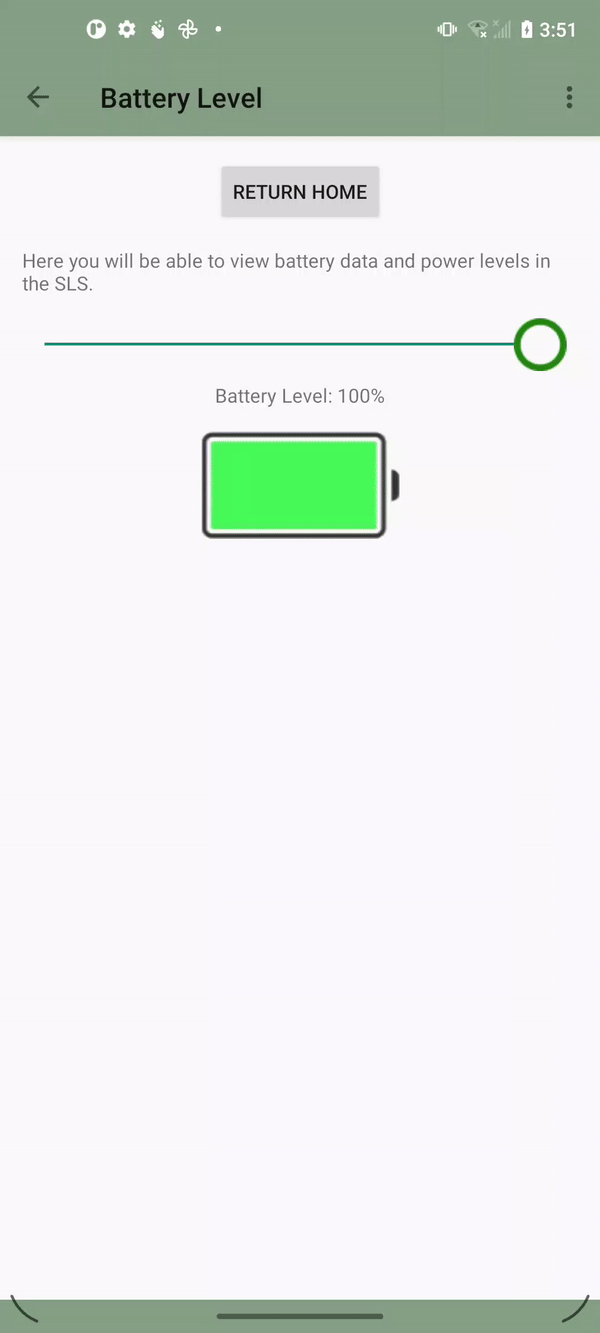 3:51
Battery Level
RETURN HOME
Here you will be able to view battery data and power levels in
the SLS.
Battery Level: 100%